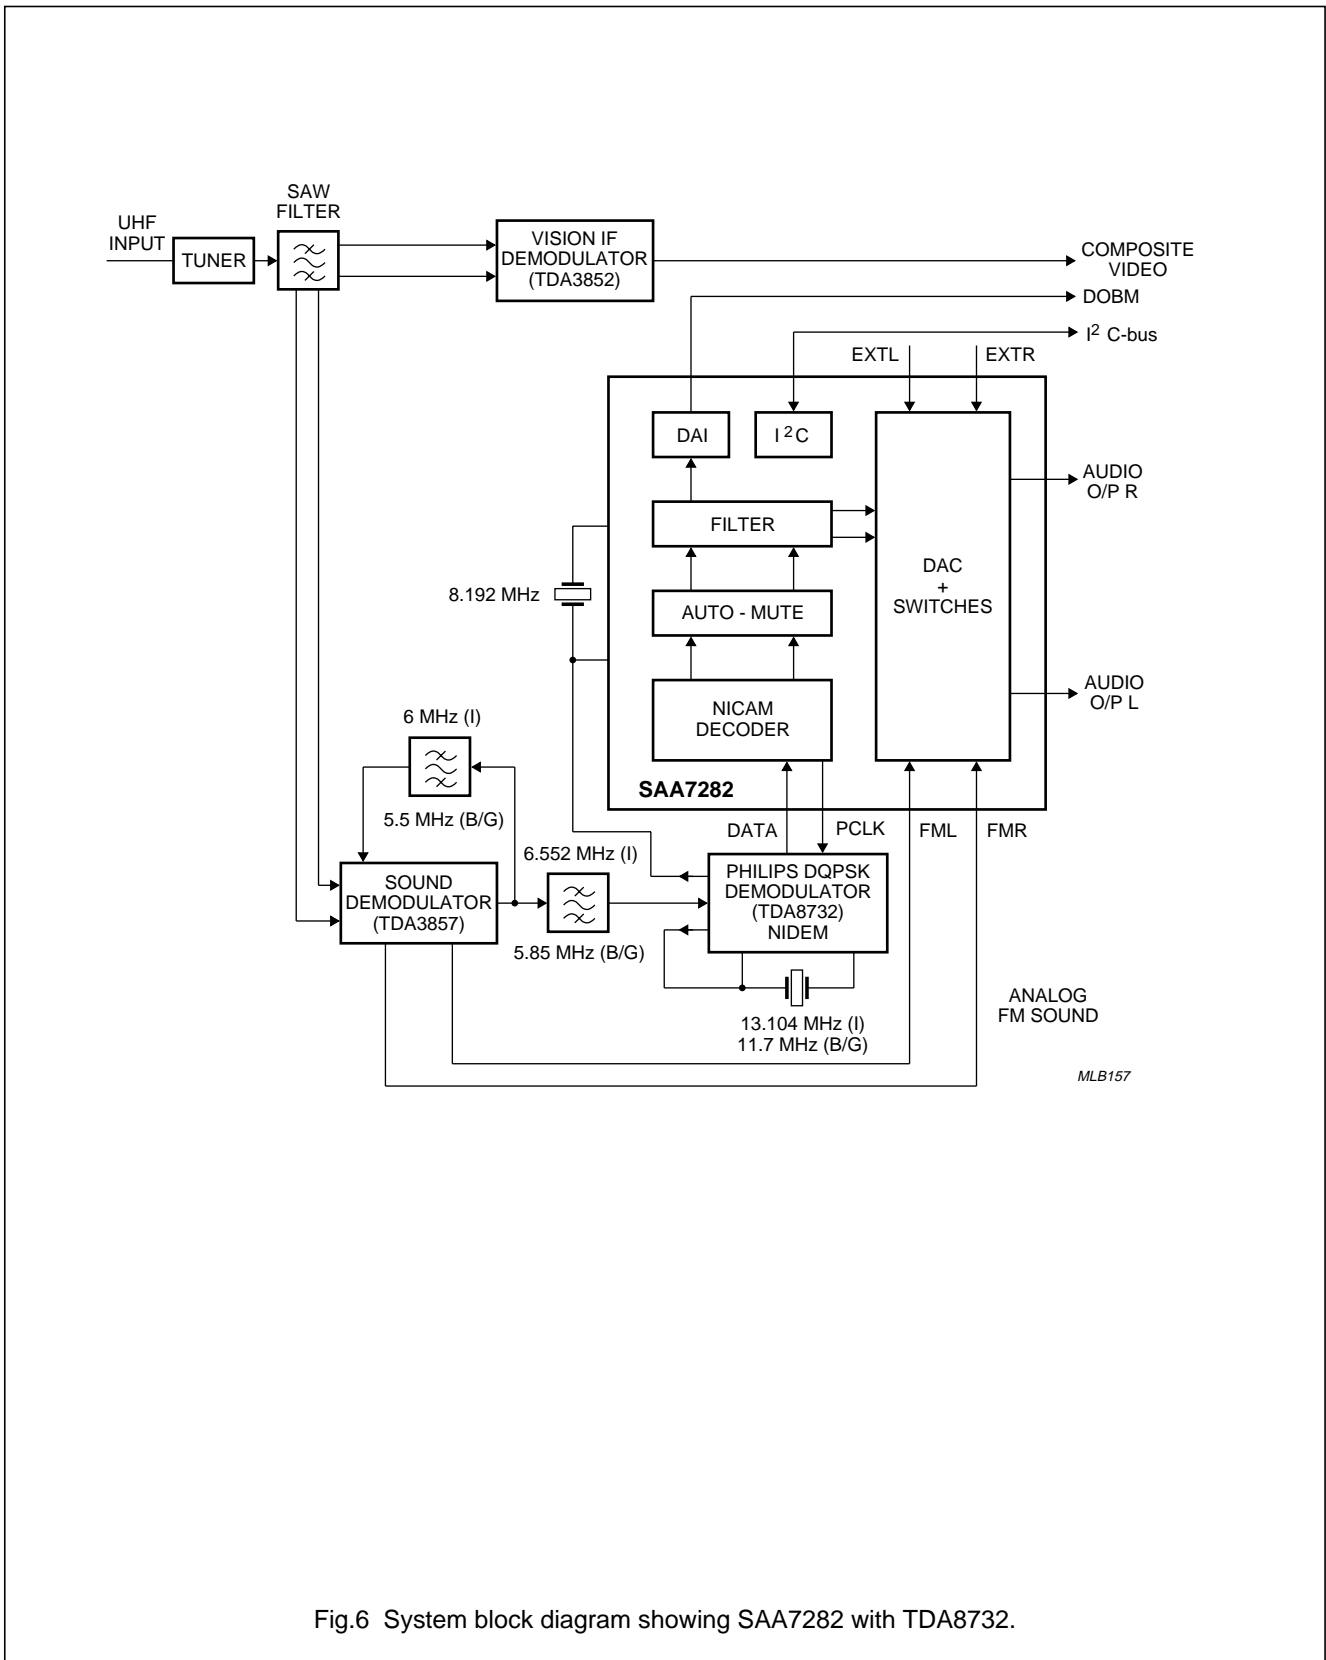 SAW
FILTER
UHF
INPUT
TUNER
VISION IF
DEMODULATOR
(TDA3852)
COMPOSITE
VIDEO
DOBM
I2 C-bus
EXTL
EXTR
DAI
I2C
FILTER
AUTO - MUTE
NICAM
DECODER
DAC
+
SWITCHES
AUDIO
O/P R
AUDIO
O/P L
8.192 MHz
SAA7282
6 MHz (I)
5.5 MHz (B/G)
DATA
PCLK
FML
FMR
6.552 MHz (I)
5.85 MHz (B/G)
SOUND
DEMODULATOR
(TDA3857)
PHILIPS DQPSK
DEMODULATOR
(TDA8732)
NIDEM
13.104 MHz (I)
11.7 MHz (B/G)
ANALOG
FM SOUND
MLB157
Fig.6 System block diagram showing SAA7282 with TDA8732.